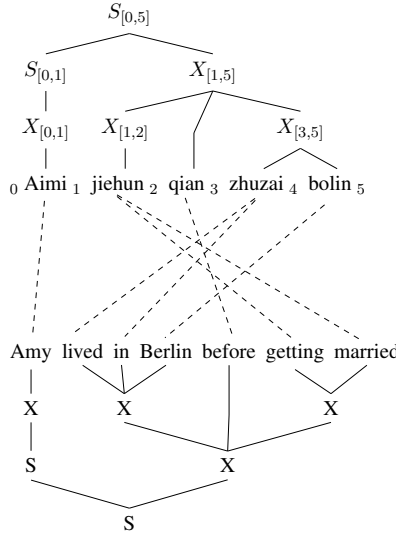 S[0,5]
S[0,1] X[1,5]
X[0,1] X[1,2] X[3,5]
0 Aimi 1 jiehun 2 qian 3 zhuzai 4 bolin 5
Amy lived in Berlin before getting married
X X X
S X
S